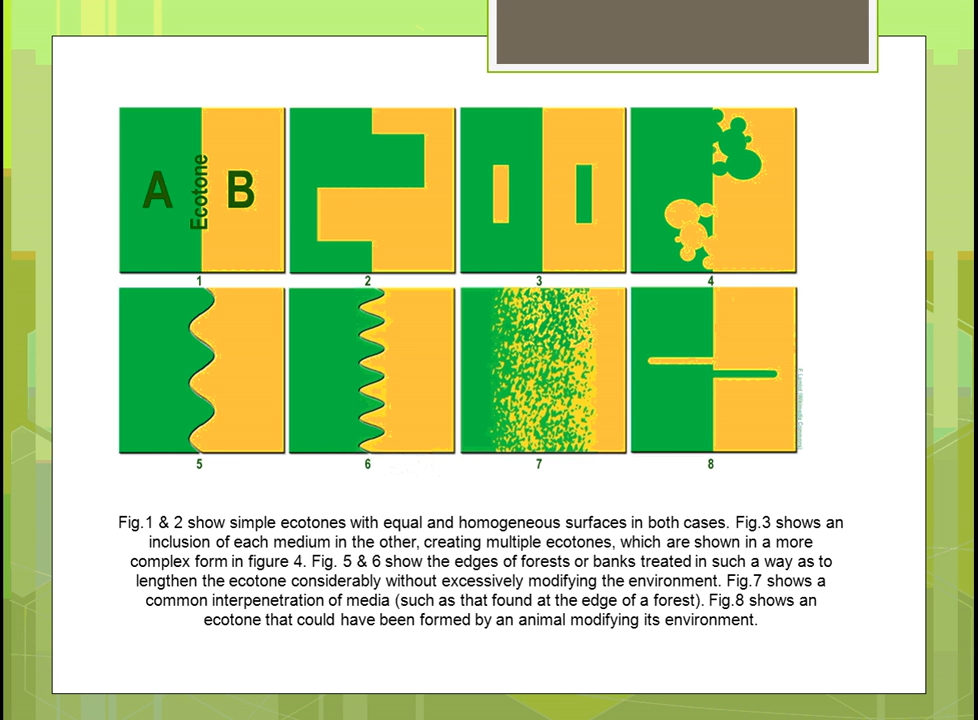 A
Ecotone
B
1
2
3
4
5
6
7
8
Fig.1 & 2 show simple ecotones with equal and homogeneous surfaces in both cases. Fig.3 shows an
inclusion of each medium in the other, creating multiple ecotones, which are shown in a more
complex form in figure 4. Fig. 5 & 6 show the edges of forests or banks treated in such a way as to
lengthen the ecotone considerably without excessively modifying the environment. Fig.7 shows a
common interpenetration of media (such as that found at the edge of a forest). Fig.8 shows an
ecotone that could have been formed by an animal modifying its environment.